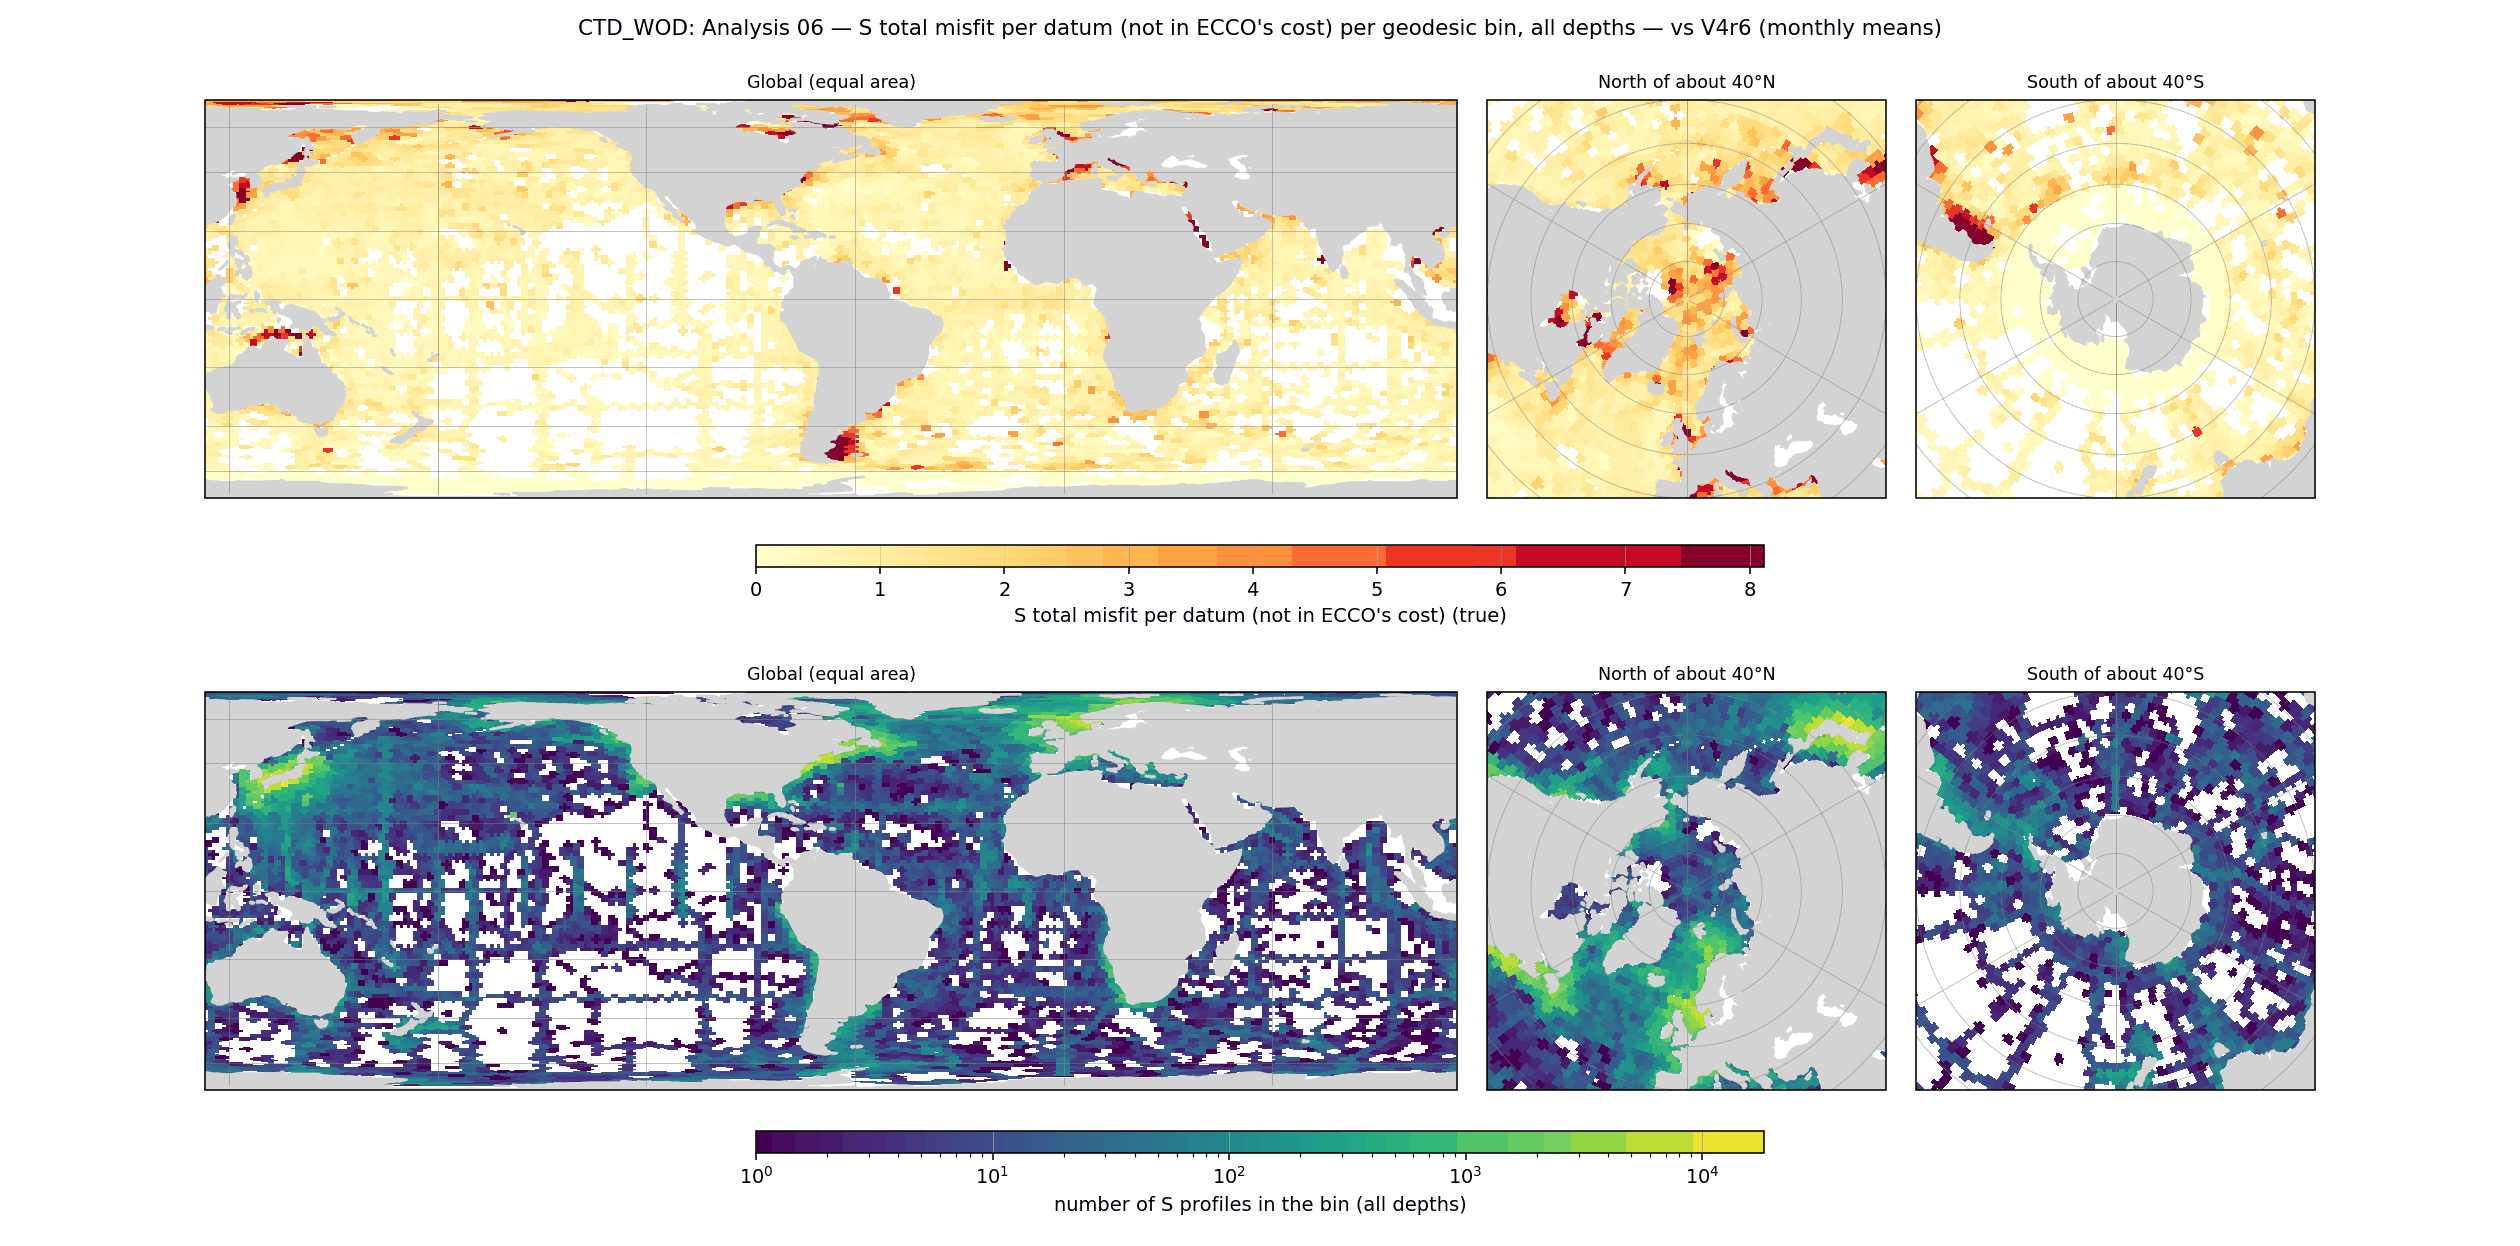 CTD_WOD: Analysis 06 — S total misfit per datum (not in ECCO's cost) per geodesic bin, all depths — vs V4r6 (monthly means)
Global (equal area)
North of about 40°N
South of about 40°S
0 1 2 3 4 5 6 7 8
S total misfit per datum (not in ECCO's cost) (true)
Global (equal area)
North of about 40°N
South of about 40°S
10⁰ 10¹ 10² 10³ 10⁴
number of S profiles in the bin (all depths)